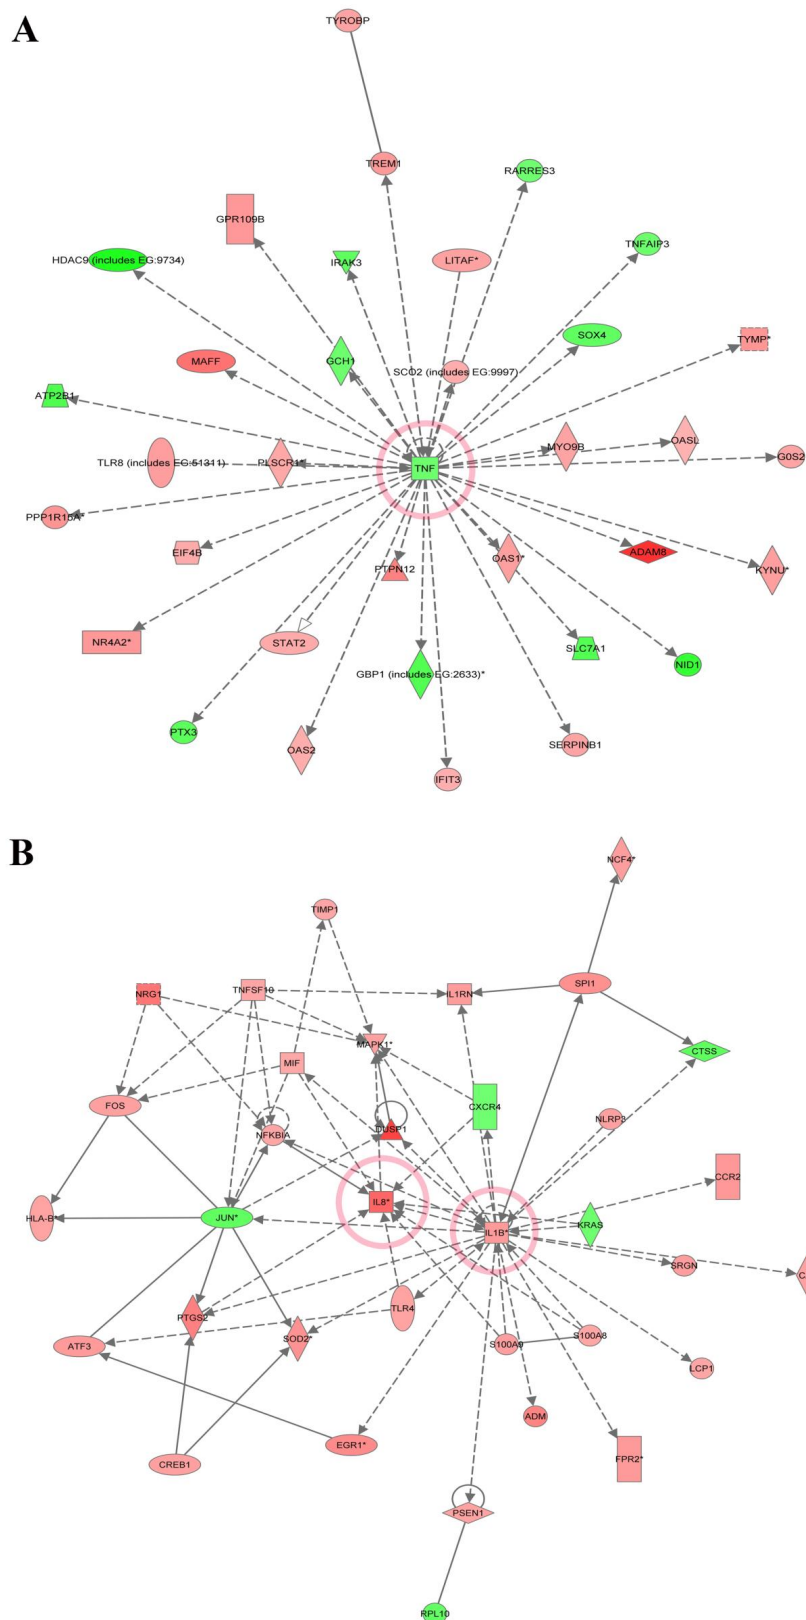 A
TYROBP
TREM1
RARRES3
GPR109B
TNFAIP3
HDAC9 (includes EG:9734)
IRAK3
LITAF*
SOX4
TYMP*
MAFF
GCH1
SCO2 (includes EG:9997)
ATP2B1
MYO9B
OASL
TLR8 (includes EG:51311)
PLSCR1*
TNF
G0S2
PPP1R15A*
EIF4B
PTPN12
OAS1*
ADAM8
KYNU*
NR4A2*
STAT2
SLC7A1
GBP1 (includes EG:2633)*
NID1
PTX3
OAS2
SERPINB1
IFIT3
B
NCF4*
TIMP1
NRG1
TNFSF10
IL1RN
SPI1
MAPK1*
CTSS
MIF
FOS
CXCR4
NLRP3
NFKBIA
DUSP1
CCR2
IL8*
HLA-B*
JUN*
IL1B*
KRAS
SRGN
PTGS2
TLR4
ATF3
SOD2*
S100A9
S100A8
LCP1
ADM
EGR1*
CREB1
FPR2*
PSEN1
RPL10